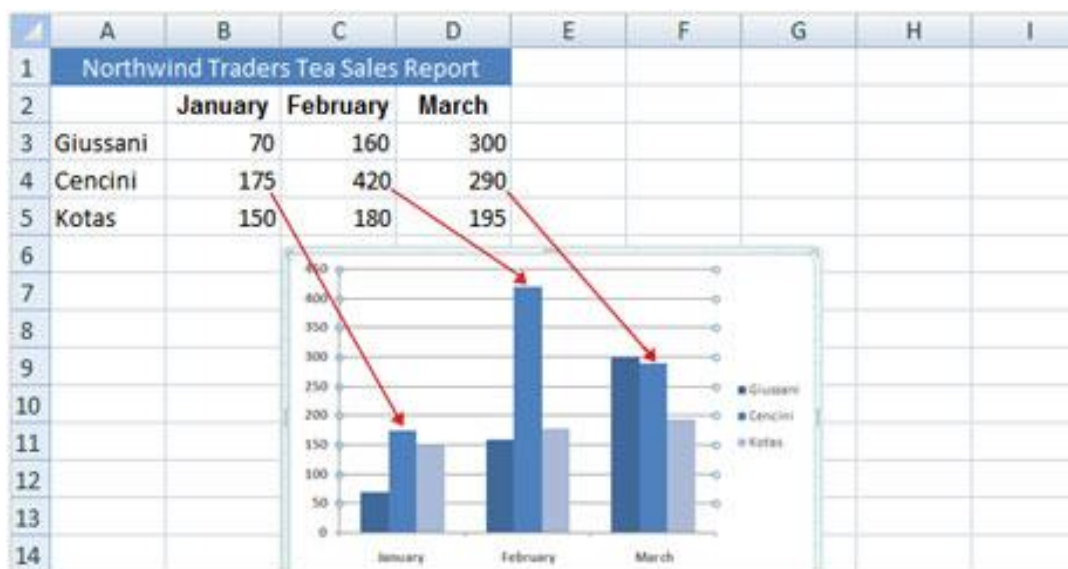 A B C D E F G H I
1 Northwind Traders Tea Sales Report
2 January February March
3 Giussani 70 160 300
4 Cencini 175 420 290
5 Kotas 150 180 195
6
7
8
9
10
11
12
13
14
450
400
350
300
250
200
150
100
50
0
January February March
Giussani
Cencini
Kotas